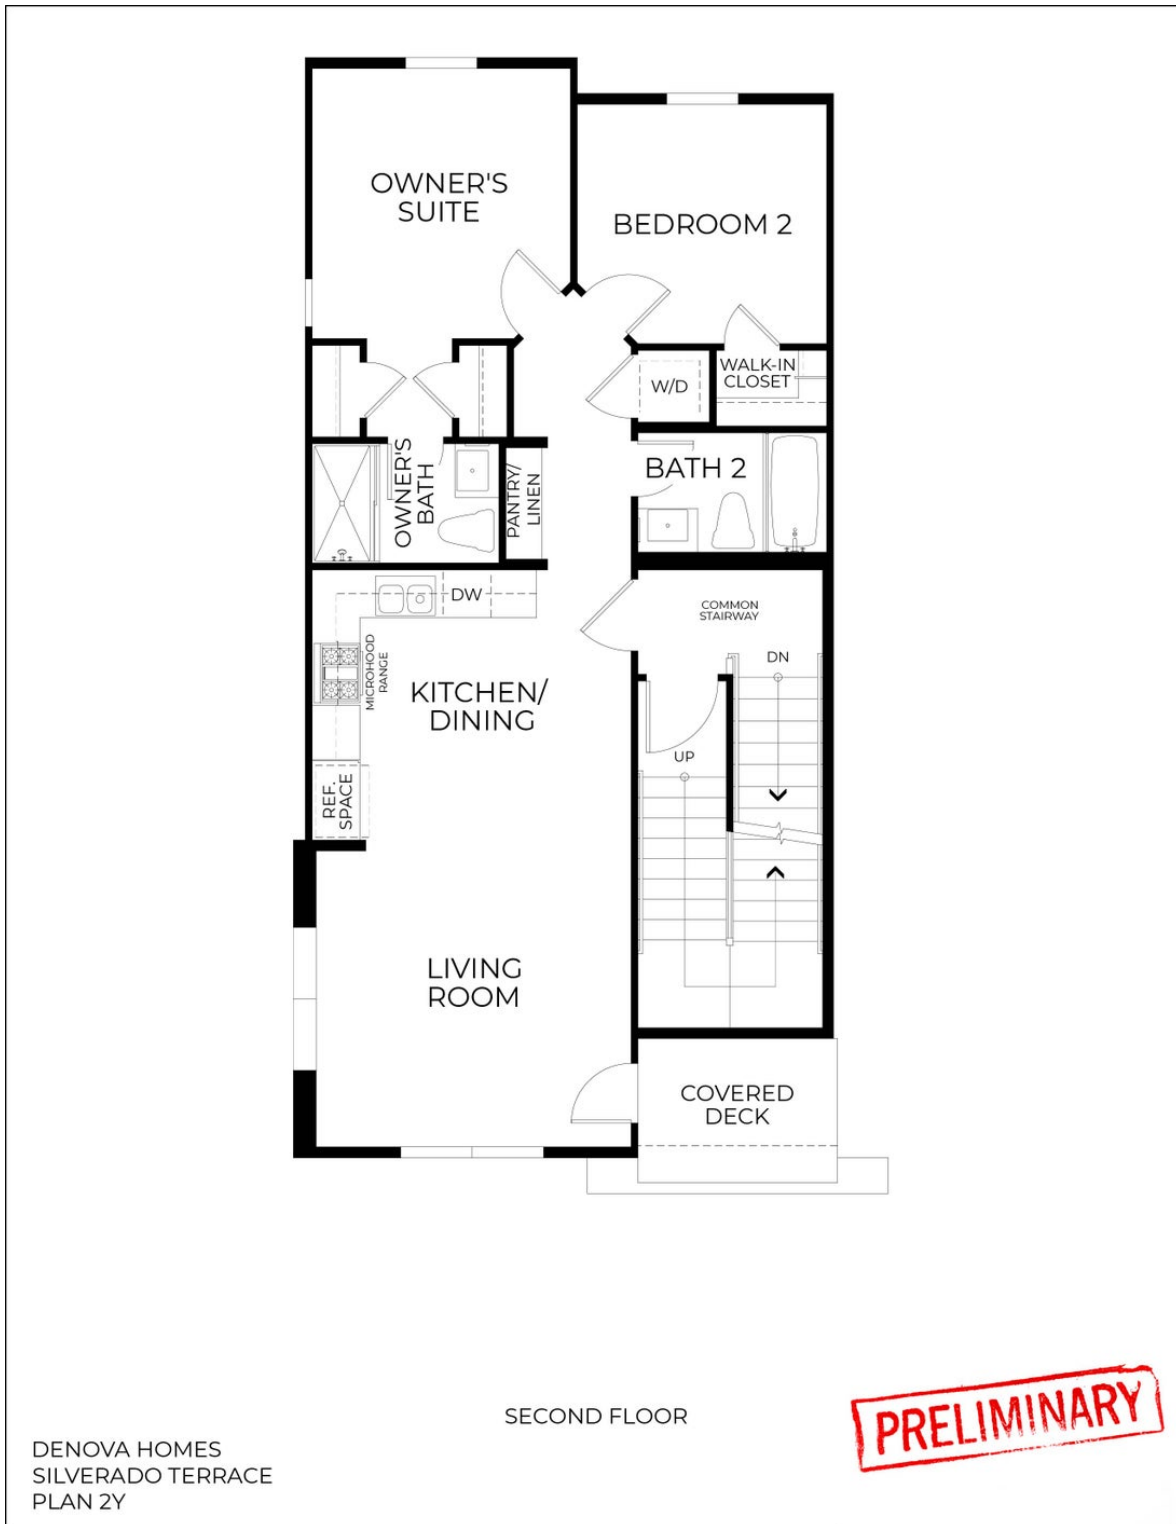 OWNER'S
SUITE
BEDROOM 2
W/D
WALK-IN
CLOSET
OWNER'S
BATH
PANTRY/
LINEN
BATH 2
DW
COMMON
STAIRWAY
MICROHOOD
RANGE
DN
KITCHEN/
DINING
UP
REF.
SPACE
LIVING
ROOM
COVERED
DECK
SECOND FLOOR
PRELIMINARY
DENOVA HOMES
SILVERADO TERRACE
PLAN 2Y